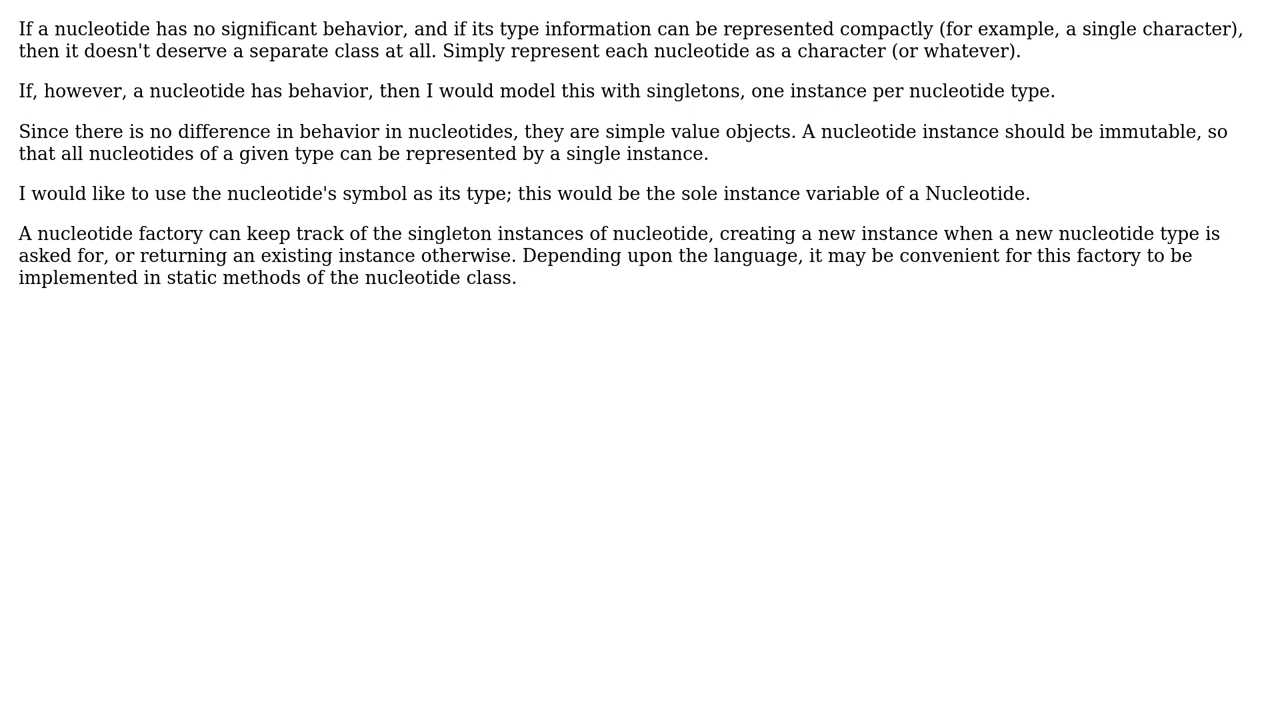 If a nucleotide has no significant behavior, and if its type information can be represented compactly (for example, a single character),
then it doesn't deserve a separate class at all. Simply represent each nucleotide as a character (or whatever).
If, however, a nucleotide has behavior, then I would model this with singletons, one instance per nucleotide type.
Since there is no difference in behavior in nucleotides, they are simple value objects. A nucleotide instance should be immutable, so
that all nucleotides of a given type can be represented by a single instance.
I would like to use the nucleotide's symbol as its type; this would be the sole instance variable of a Nucleotide.
A nucleotide factory can keep track of the singleton instances of nucleotide, creating a new instance when a new nucleotide type is
asked for, or returning an existing instance otherwise. Depending upon the language, it may be convenient for this factory to be
implemented in static methods of the nucleotide class.